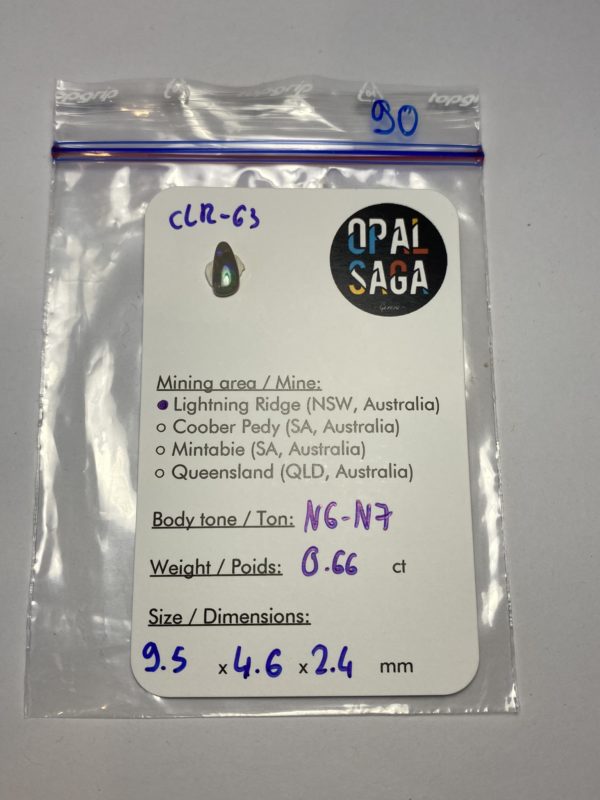 topgrip topgrip topgr
90
CLR-63
OPAL
SAGA
Mining area / Mine:
Lightning Ridge (NSW, Australia)
Coober Pedy (SA, Australia)
Mintabie (SA, Australia)
Queensland (QLD, Australia)
Body tone / Ton: N6-N7
Weight / Poids: 0.66 ct
Size / Dimensions:
9.5 x 4.6 x 2.4 mm